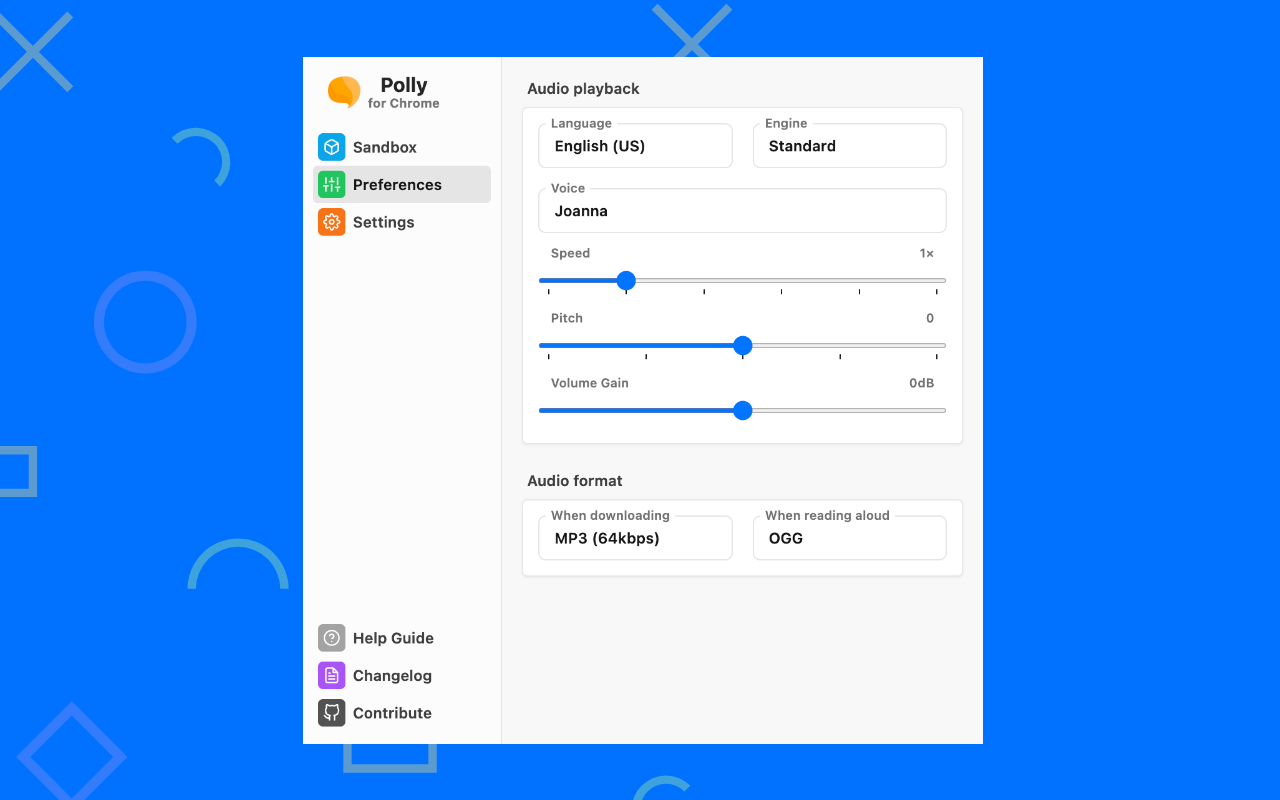 Polly
for Chrome
Sandbox
Preferences
Settings
Help Guide
Changelog
Contribute
Audio playback
Language
English (US)
Engine
Standard
Voice
Joanna
Speed
1×
Pitch
0
Volume Gain
0dB
Audio format
When downloading
MP3 (64kbps)
When reading aloud
OGG